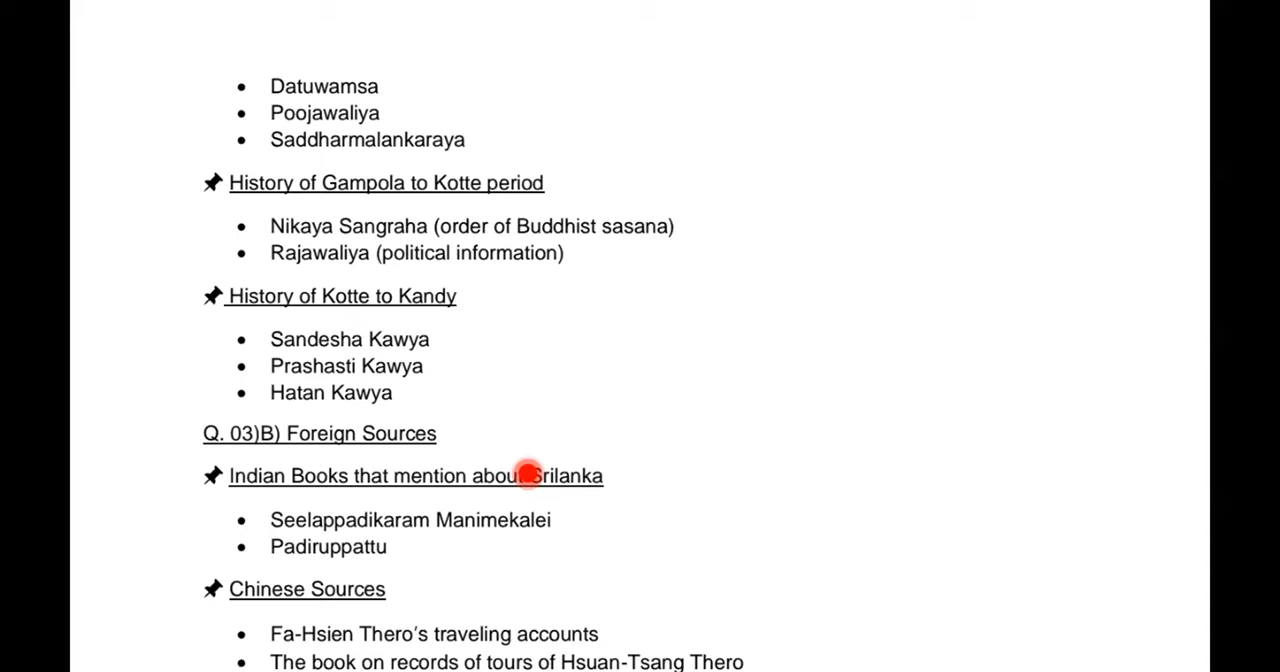 Datuwamsa
Poojawaliya
Saddharmalankaraya
History of Gampola to Kotte period
Nikaya Sangraha (order of Buddhist sasana)
Rajawaliya (political information)
History of Kotte to Kandy
Sandesha Kawya
Prashasti Kawya
Hatan Kawya
Q. 03)B) Foreign Sources
Indian Books that mention about Srilanka
Seelappadikaram Manimekalei
Padiruppattu
Chinese Sources
Fa-Hsien Thero's traveling accounts
The book on records of tours of Hsuan-Tsang Thero